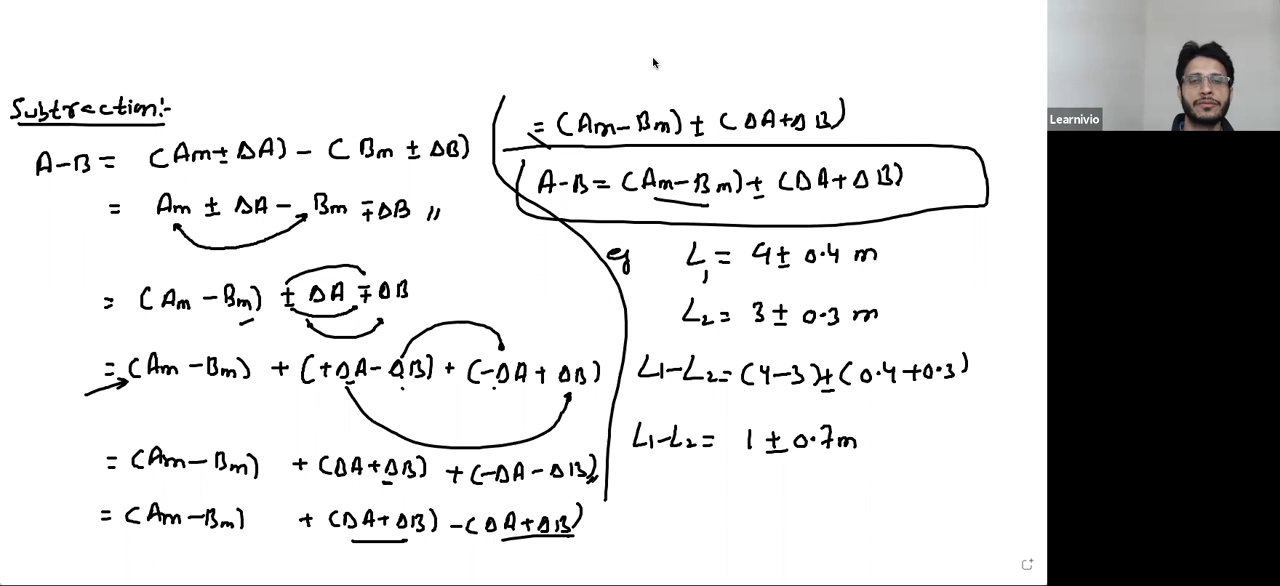 Subtraction:-
A-B = (Am ± ΔA) - (Bm ± ΔB)
= Am ± ΔA - Bm ∓ ΔB //
= (Am - Bm) ± ΔA ∓ ΔB
= (Am - Bm) + (+ΔA - ΔB) + (-ΔA + ΔB)
= (Am - Bm) + (ΔA + ΔB) + (-ΔA - ΔB)
= (Am - Bm) + (ΔA + ΔB) - (ΔA + ΔB)
= (Am - Bm) ± (ΔA + ΔB)
A-B = (Am - Bm) ± (ΔA + ΔB)
eg L₁ = 4 ± 0.4 m
L₂ = 3 ± 0.3 m
L₁-L₂ = (4-3) ± (0.4+0.3)
L₁-L₂ = 1 ± 0.7m
Learnivio